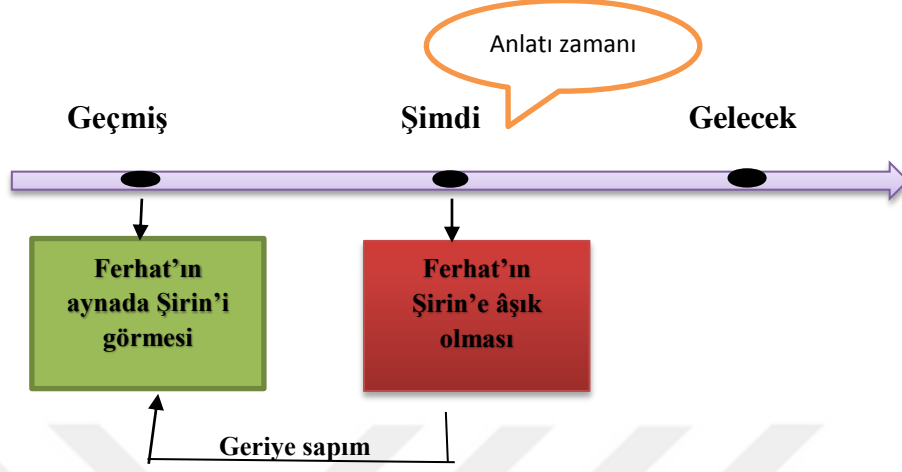 Anlatı zamanı
Geçmiş Şimdi Gelecek
Ferhat’ın
aynada Şirin’i
görmesi
Ferhat’ın
Şirin’e âşık
olması
Geriye sapım